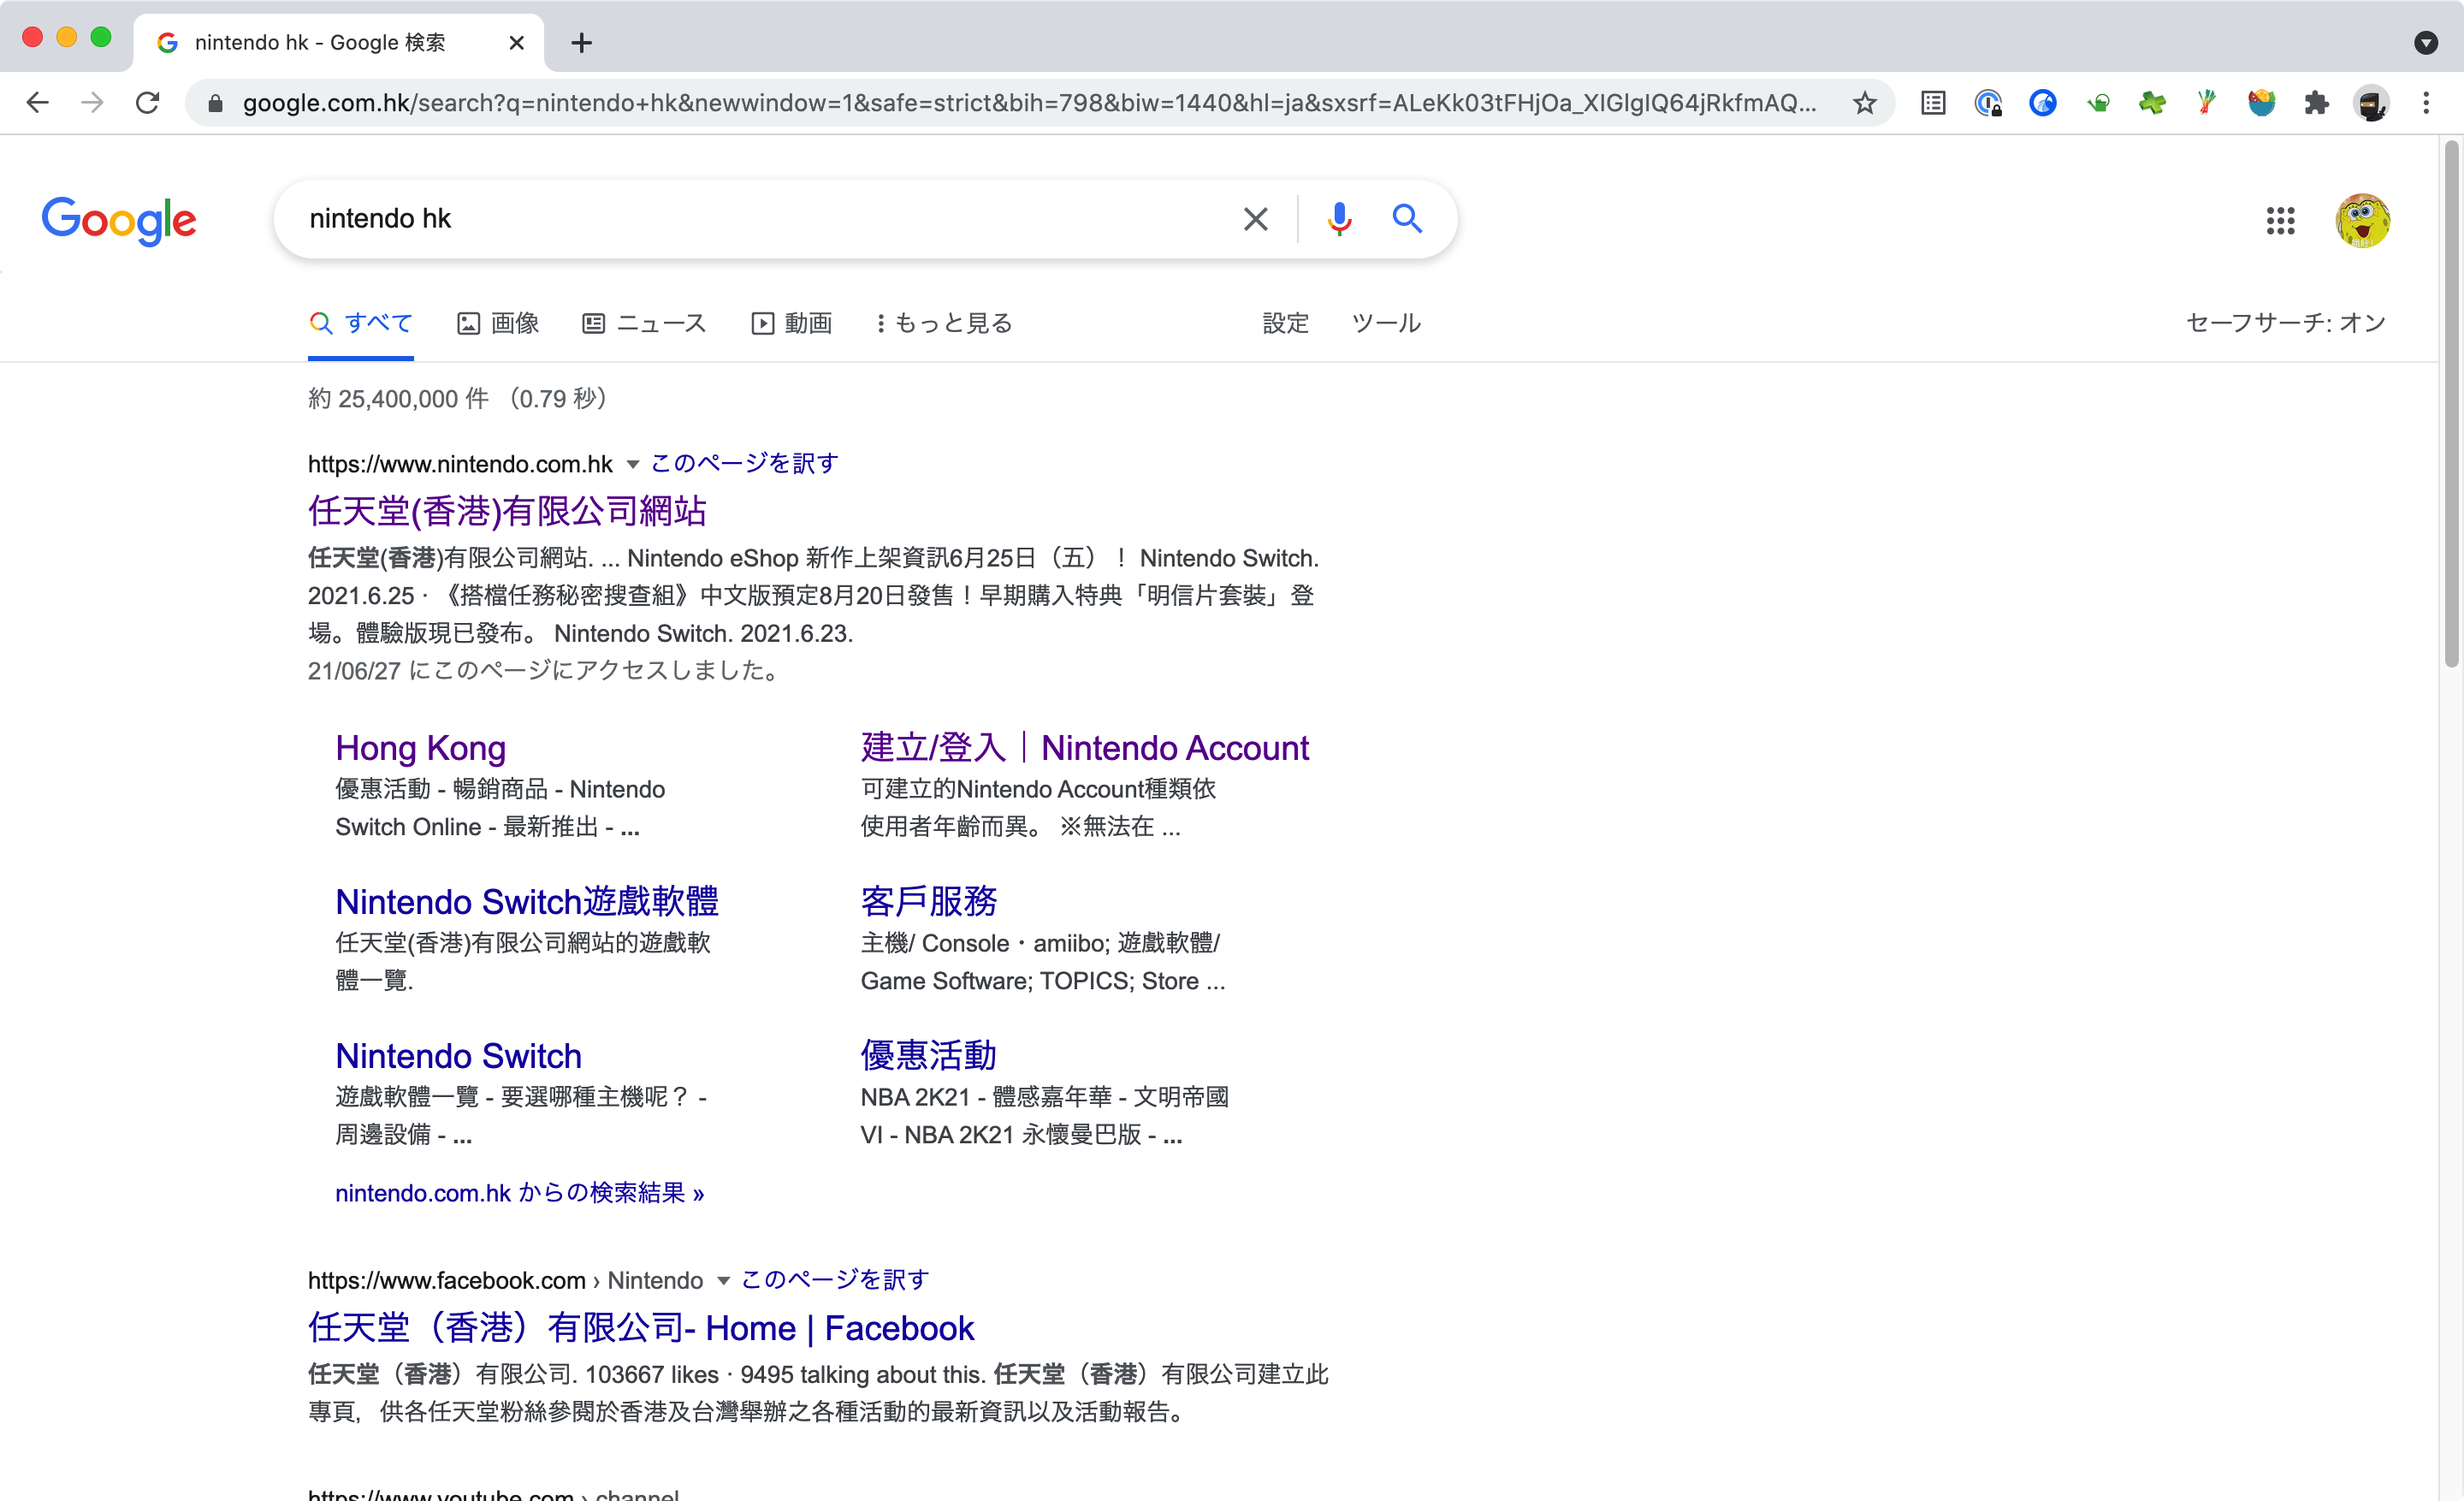 nintendo hk - Google 検索
google.com.hk/search?q=nintendo+hk&newwindow=1&safe=strict&bih=798&biw=1440&hl=ja&sxsrf=ALeKk03tFHjOa_XIGlgIQ64jRkfmAQ...
Google
nintendo hk
すべて 画像 ニュース 動画 もっと見る 設定 ツール セーフサーチ: オン
約 25,400,000 件 （0.79 秒）
https://www.nintendo.com.hk このページを訳す
任天堂(香港)有限公司網站
任天堂(香港)有限公司網站. ... Nintendo eShop 新作上架資訊6月25日（五）！ Nintendo Switch.
2021.6.25 · 《搭檔任務秘密搜查組》中文版預定8月20日發售！早期購入特典「明信片套裝」登
場。體驗版現已發布。 Nintendo Switch. 2021.6.23.
21/06/27 にこのページにアクセスしました。
Hong Kong
優惠活動 - 暢銷商品 - Nintendo
Switch Online - 最新推出 - ...
建立/登入｜Nintendo Account
可建立的Nintendo Account種類依
使用者年齡而異。 ※無法在 ...
Nintendo Switch遊戲軟體
任天堂(香港)有限公司網站的遊戲軟
體一覽.
客戶服務
主機/ Console・amiibo; 遊戲軟體/
Game Software; TOPICS; Store ...
Nintendo Switch
遊戲軟體一覽 - 要選哪種主機呢？ -
周邊設備 - ...
優惠活動
NBA 2K21 - 體感嘉年華 - 文明帝國
VI - NBA 2K21 永懷曼巴版 - ...
nintendo.com.hk からの検索結果 »
https://www.facebook.com › Nintendo このページを訳す
任天堂（香港）有限公司- Home | Facebook
任天堂（香港）有限公司. 103667 likes · 9495 talking about this. 任天堂（香港）有限公司建立此
專頁，供各任天堂粉絲參閱於香港及台灣舉辦之各種活動的最新資訊以及活動報告。
https://www.youtube.com › channel